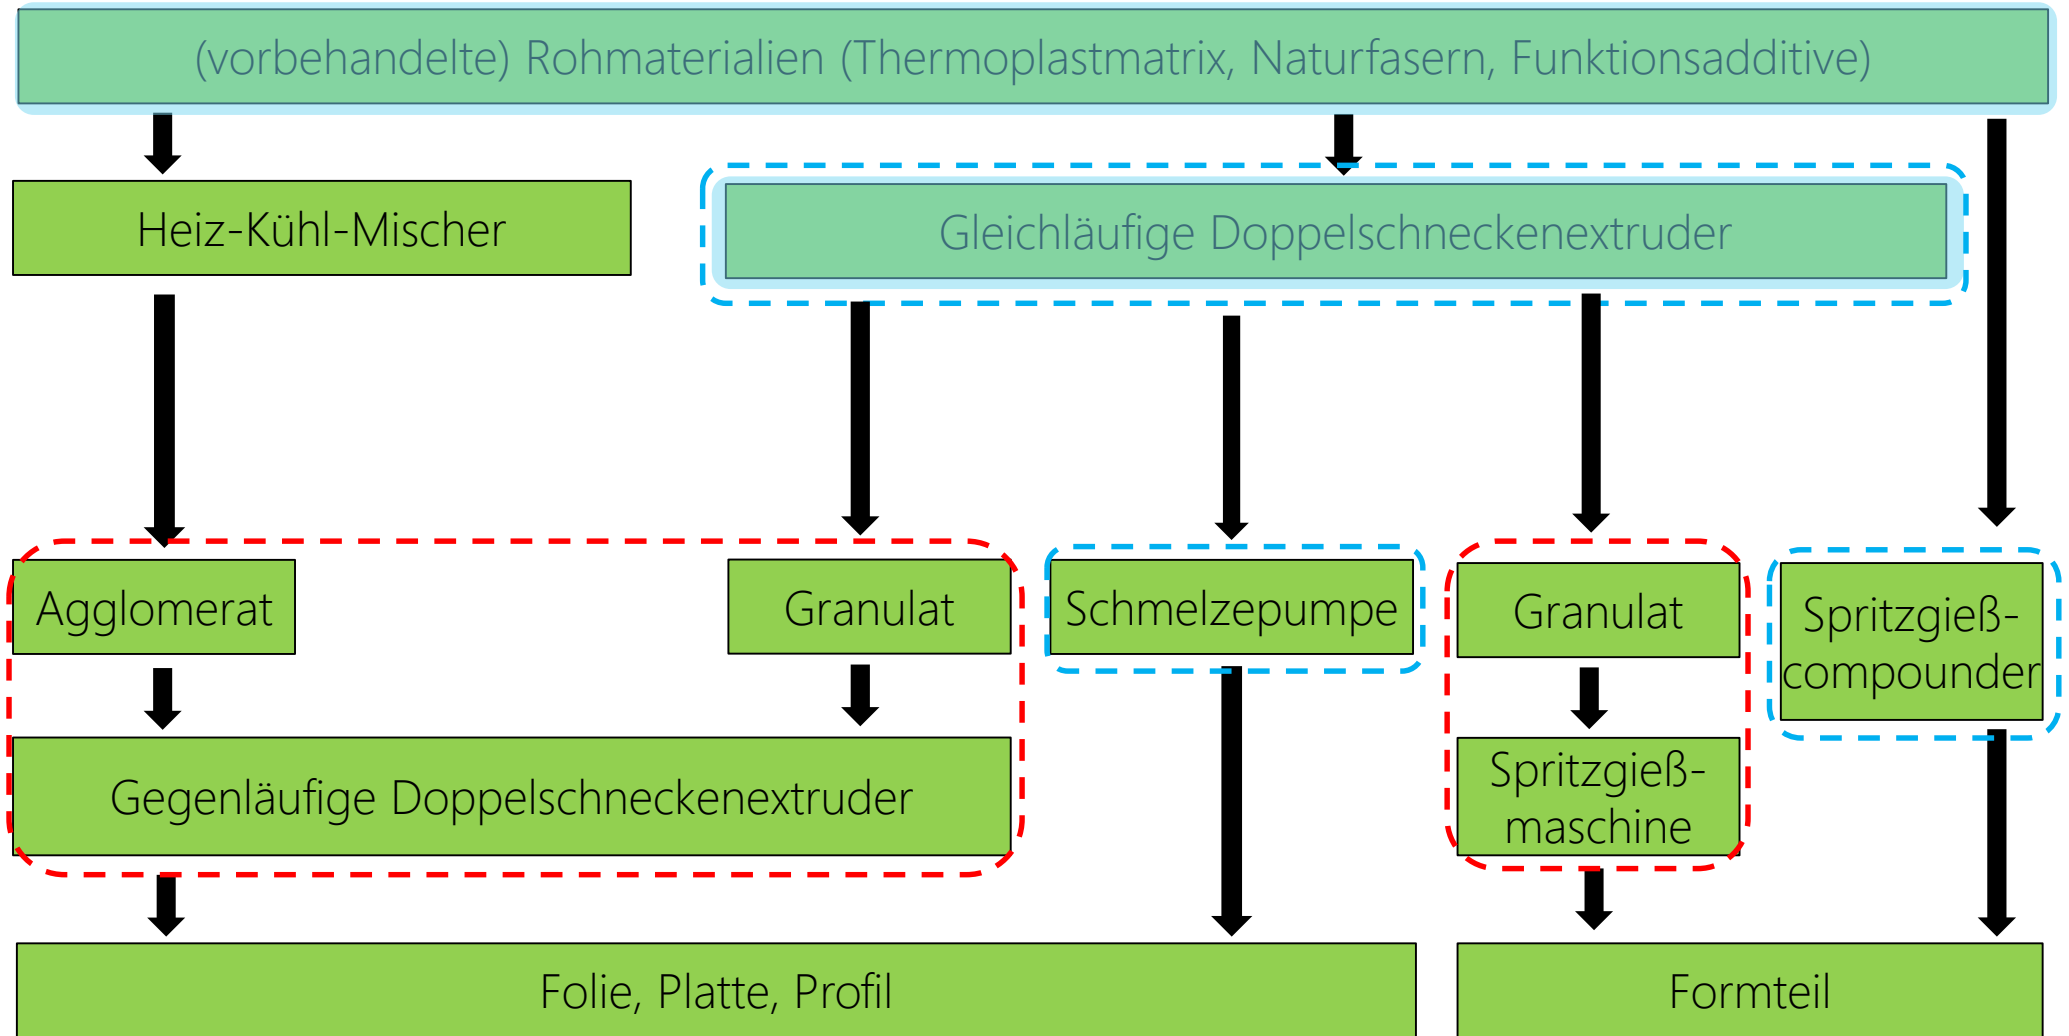 (vorbehandelte) Rohmaterialien (Thermoplastmatrix, Naturfasern, Funktionsadditive)
Heiz-Kühl-Mischer
Gleichläufige Doppelschneckenextruder
Agglomerat
Granulat
Schmelzepumpe
Granulat
Spritzgieß-
compounder
Gegenläufige Doppelschneckenextruder
Spritzgieß-
maschine
Folie, Platte, Profil
Formteil